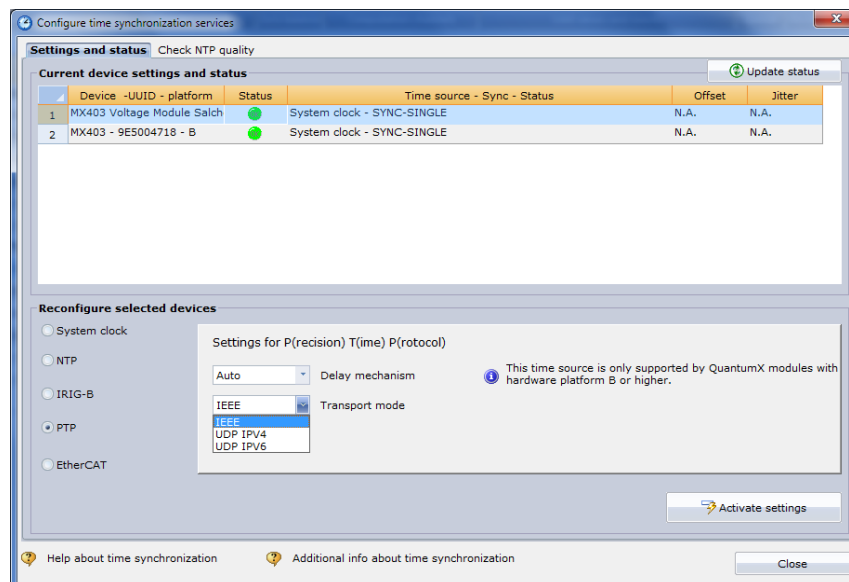 Configure time synchronization services
Settings and status Check NTP quality
Current device settings and status
Update status
Device -UUID - platform Status Time source - Sync - Status Offset Jitter
1 MX403 Voltage Module Salch System clock - SYNC-SINGLE N.A. N.A.
2 MX403 - 9E5004718 - B System clock - SYNC-SINGLE N.A. N.A.
Reconfigure selected devices
System clock
NTP
IRIG-B
PTP
EtherCAT
Settings for P(recision) T(ime) P(rotocol)
Auto Delay mechanism
IEEE Transport mode
IEEE
UDP IPV4
UDP IPV6
This time source is only supported by QuantumX modules with
hardware platform B or higher.
Activate settings
Help about time synchronization Additional info about time synchronization
Close